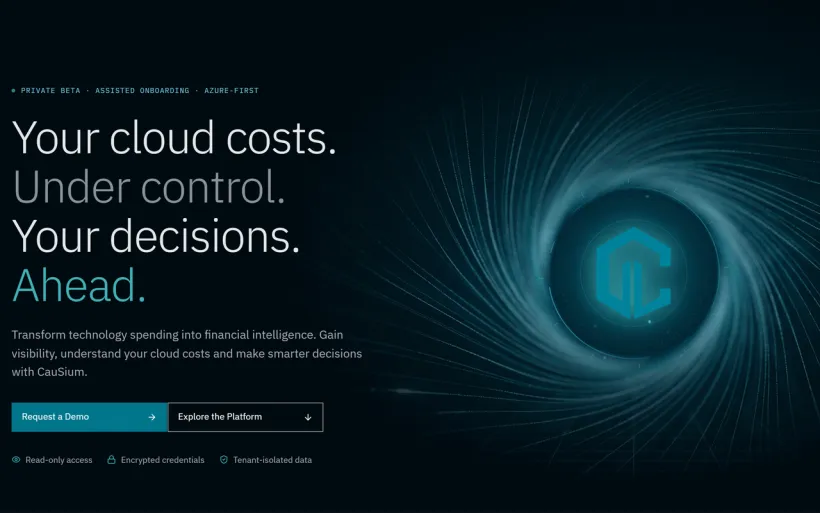 PRIVATE BETA · ASSISTED ONBOARDING · AZURE-FIRST
Your cloud costs.
Under control.
Your decisions.
Ahead.
Transform technology spending into financial intelligence. Gain
visibility, understand your cloud costs and make smarter decisions
with CauSium.
Request a Demo →
Explore the Platform ↓
Read-only access
Encrypted credentials
Tenant-isolated data